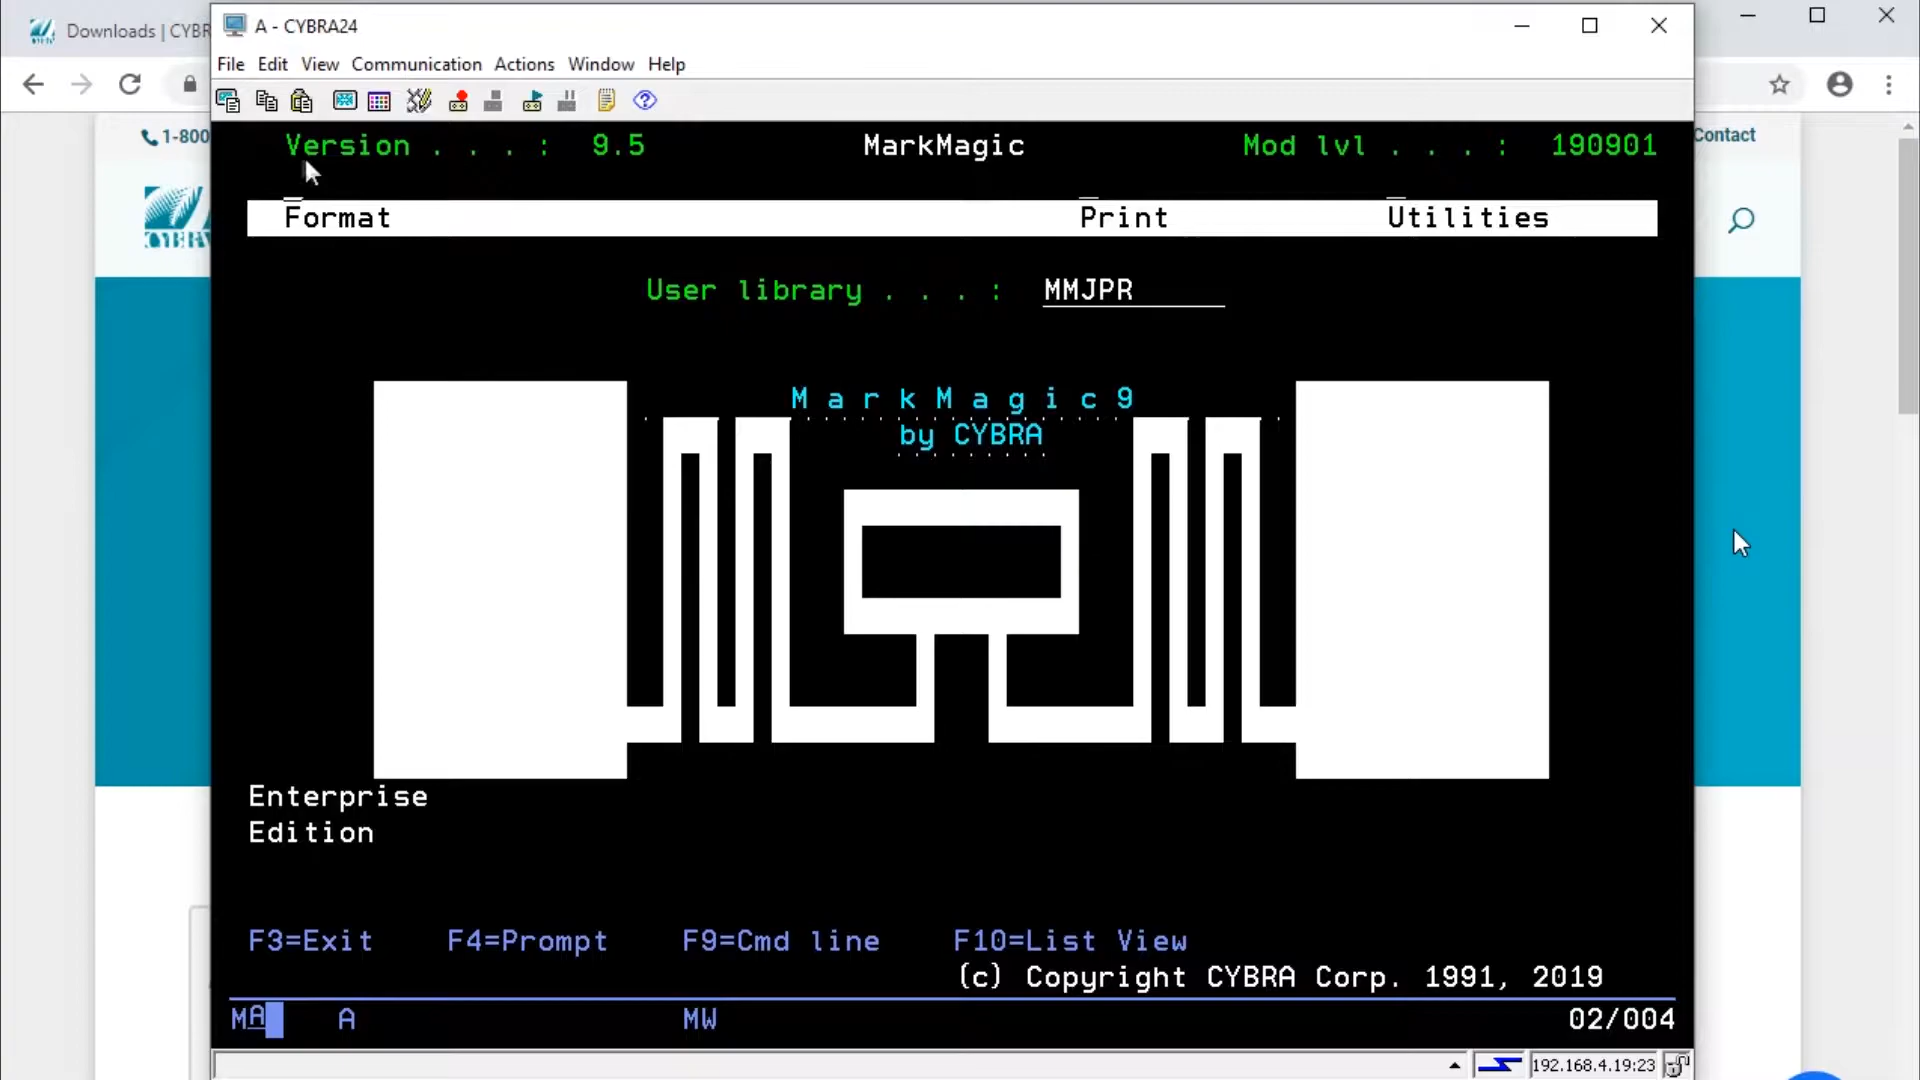 Downloads | CYBR
A - CYBRA24
File Edit View Communication Actions Window Help
1-800
Contact
CYBRA
Version . . . : 9.5 MarkMagic Mod lvl . . . : 190901
Format Print Utilities
User library . . . : MMJPR
MarkMagic9
by CYBRA
Enterprise
Edition
F3=Exit F4=Prompt F9=Cmd line F10=List View
(c) Copyright CYBRA Corp. 1991, 2019
MA A MW 02/004
192.168.4.19:23